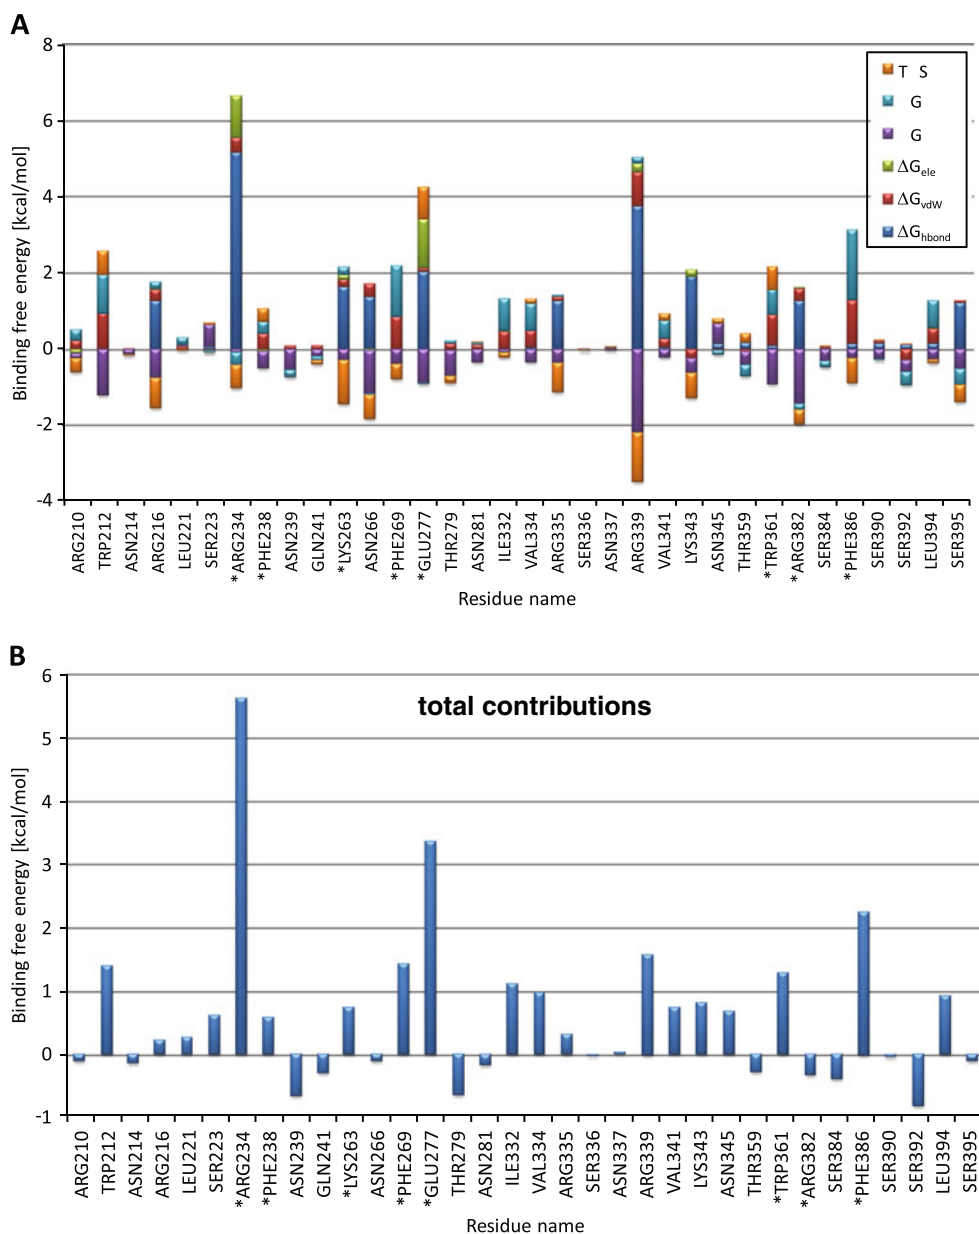 A
8
6
4
2
0
-2
-4
Binding free energy [kcal/mol]
T S
G
G
ΔGele
ΔGvdW
ΔGhbond
*ARG210
TRP212
ASN214
ARG216
LEU221
SER223
*ARG234
*PHE238
ASN239
GLN241
*LYS263
ASN266
*PHE269
*GLU277
THR279
ASN281
ILE332
VAL334
ARG335
SER336
ASN337
ARG339
VAL341
LYS343
ASN345
THR359
*TRP361
*ARG382
SER384
*PHE386
SER390
SER392
LEU394
SER395
Residue name
B
total contributions
6
5
4
3
2
1
0
-1
Binding free energy [kcal/mol]
ARG210
TRP212
ASN214
ARG216
LEU221
SER223
*ARG234
*PHE238
ASN239
GLN241
*LYS263
ASN266
*PHE269
*GLU277
THR279
ASN281
ILE332
VAL334
ARG335
SER336
ASN337
ARG339
VAL341
LYS343
ASN345
THR359
*TRP361
*ARG382
SER384
*PHE386
SER390
SER392
LEU394
SER395
Residue name